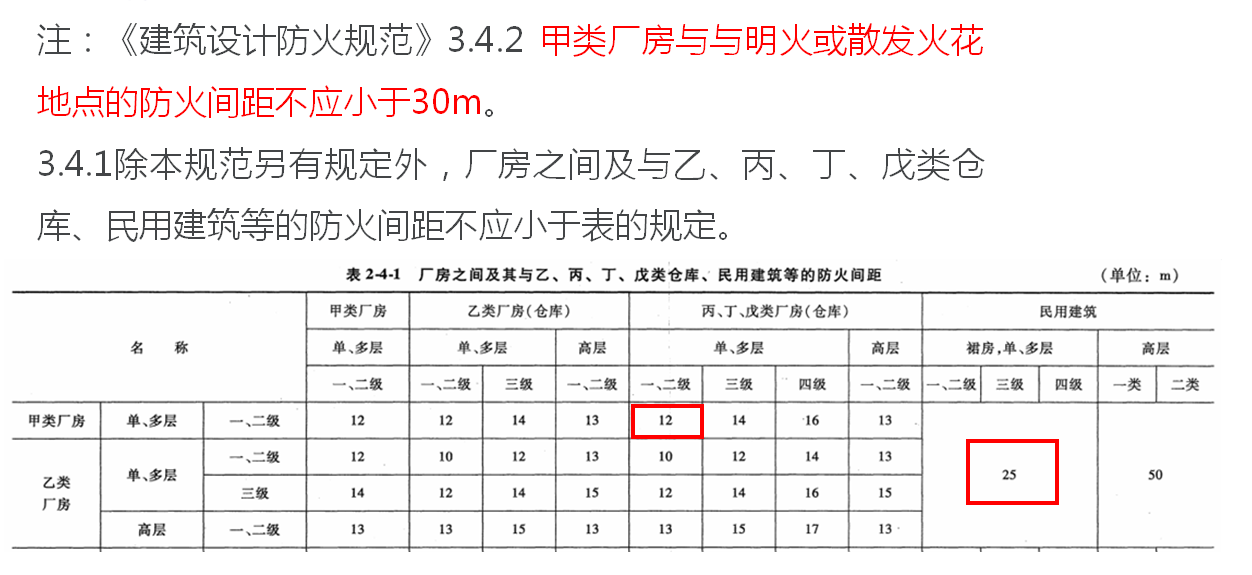 注：《建筑设计防火规范》3.4.2 甲类厂房与与明火或散发火花
地点的防火间距不应小于30m。
3.4.1除本规范另有规定外，厂房之间及与乙、丙、丁、戊类仓
库、民用建筑等的防火间距不应小于表的规定。
表 2-4-1 厂房之间及其与乙、丙、丁、戊类仓库、民用建筑等的防火间距 （单位：m）
名 称 甲类厂房 乙类厂房(仓库) 丙、丁、戊类厂房(仓库) 民用建筑
单、多层 单、多层 高层 单、多层 高层 裙房,单、多层 高层
一、二级 一、二级 三级 一、二级 一、二级 三级 四级 一、二级 一、二级 三级 四级 一类 二类
甲类厂房 单、多层 一、二级 12 12 14 13 12 14 16 13 25 50
乙类厂房 单、多层 一、二级 12 10 12 13 10 12 14 13
三级 14 12 14 15 12 14 16 15
高层 一、二级 13 13 15 13 13 15 17 13